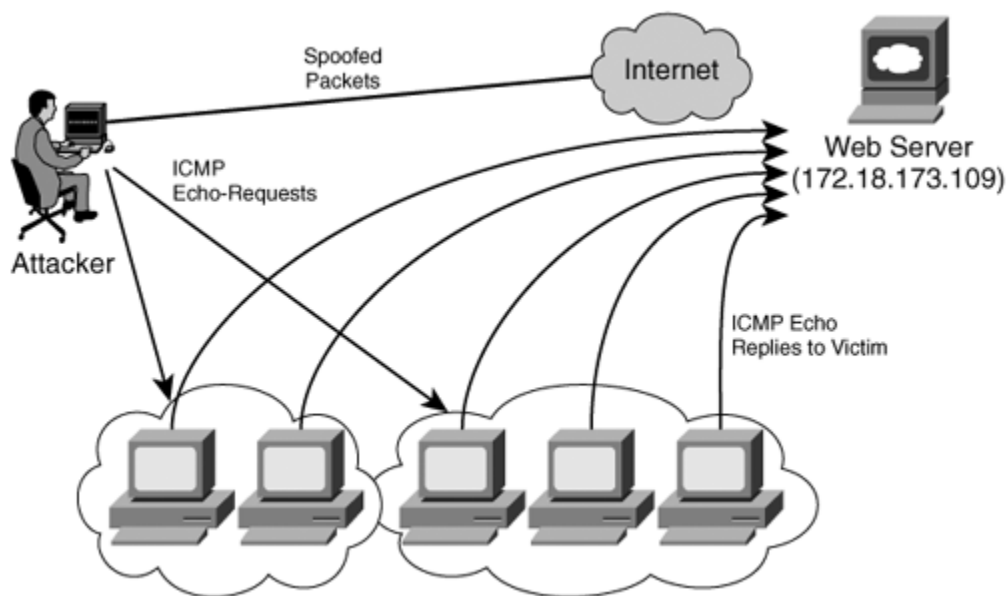 Spoofed
Packets
Internet
ICMP
Echo-Requests
Web Server
(172.18.173.109)
Attacker
ICMP Echo
Replies to Victim